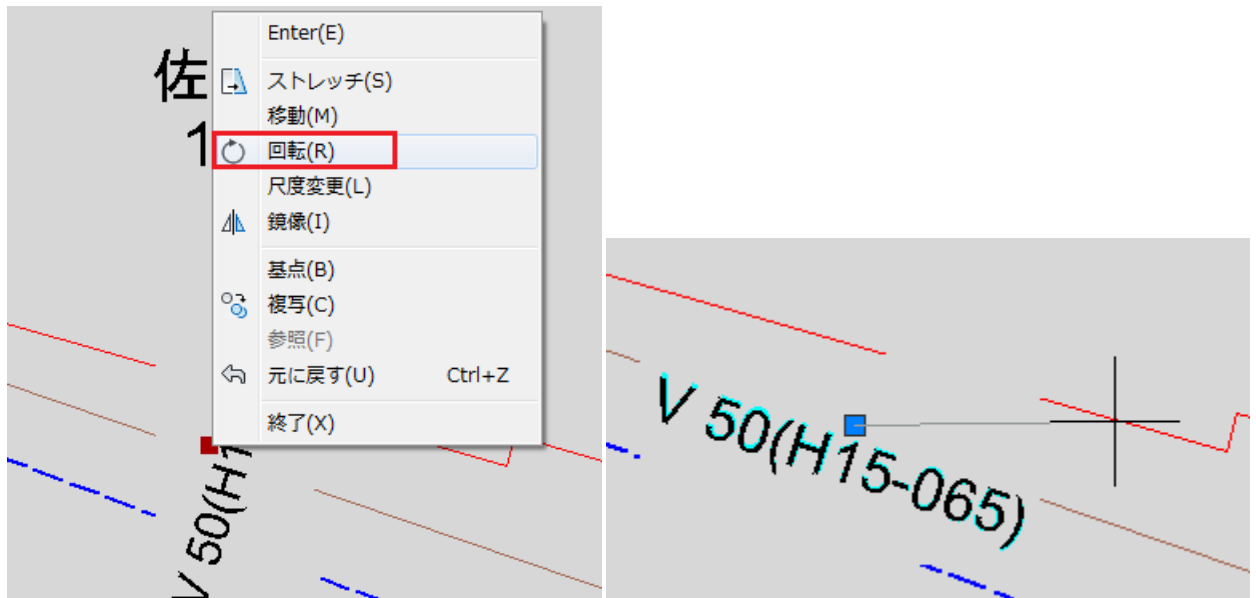 Enter(E)
佐
ストレッチ(S)
移動(M)
1
回転(R)
尺度変更(L)
鏡像(I)
基点(B)
複写(C)
参照(F)
元に戻す(U) Ctrl+Z
終了(X)
V 50(H1
V 50(H15-065)